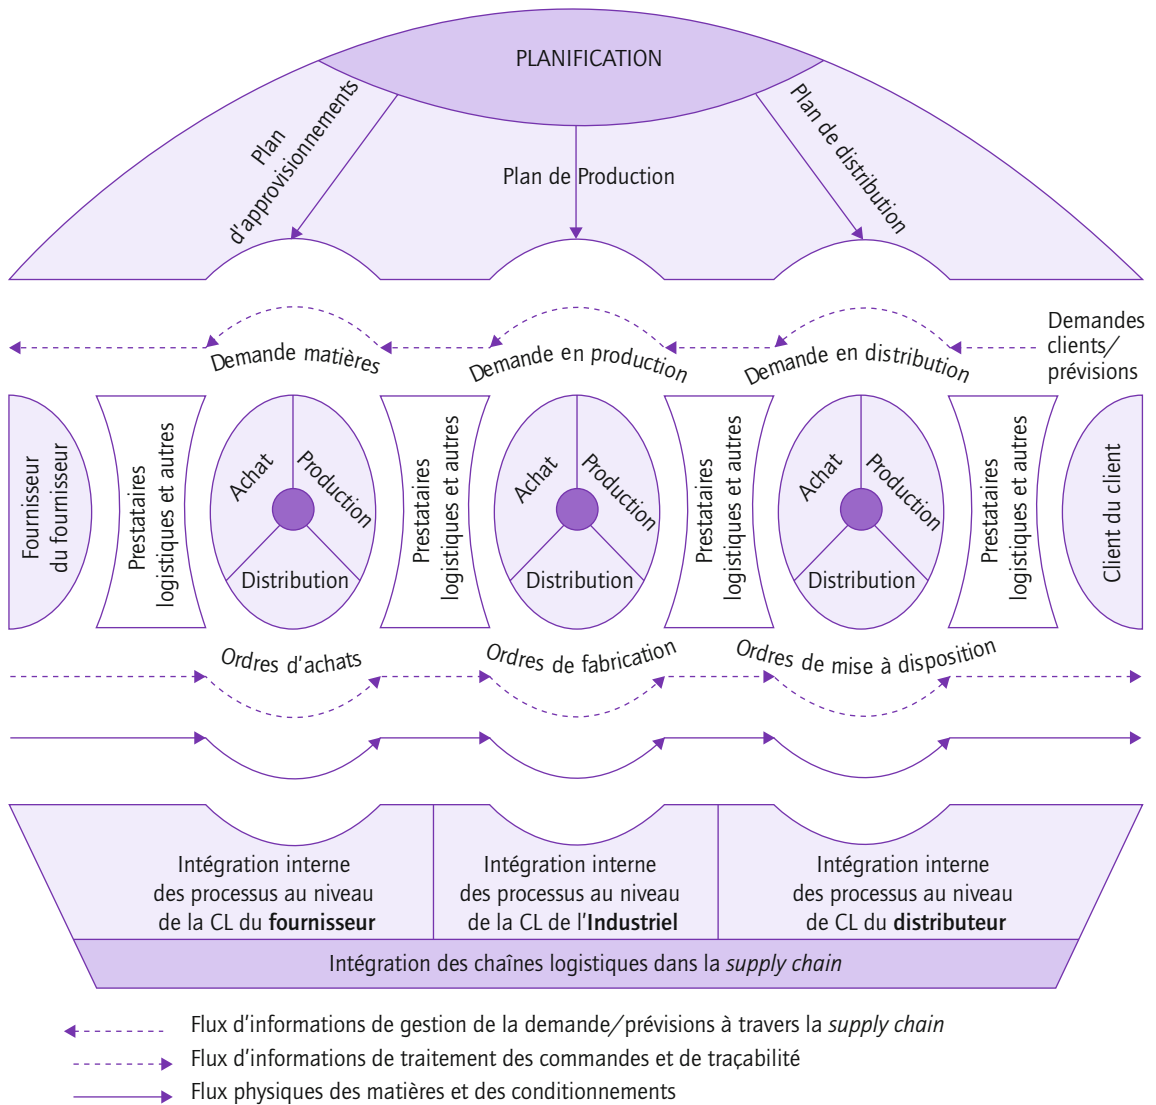 PLANIFICATION
Plan
d'approvisionnements
Plan de Production
Plan de distribution
Demandes
clients/
prévisions
Demande matières
Demande en production
Demande en distribution
Fournisseur
du fournisseur
Prestataires
logistiques et autres
Achat
Production
Distribution
Prestataires
logistiques et autres
Achat
Production
Distribution
Prestataires
logistiques et autres
Achat
Production
Distribution
Prestataires
logistiques et autres
Client du client
Ordres d'achats
Ordres de fabrication
Ordres de mise à disposition
Intégration interne
des processus au niveau
de la CL du fournisseur
Intégration interne
des processus au niveau
de la CL de l'Industriel
Intégration interne
des processus au niveau
de CL du distributeur
Intégration des chaînes logistiques dans la supply chain
Flux d'informations de gestion de la demande/prévisions à travers la supply chain
Flux d'informations de traitement des commandes et de traçabilité
Flux physiques des matières et des conditionnements